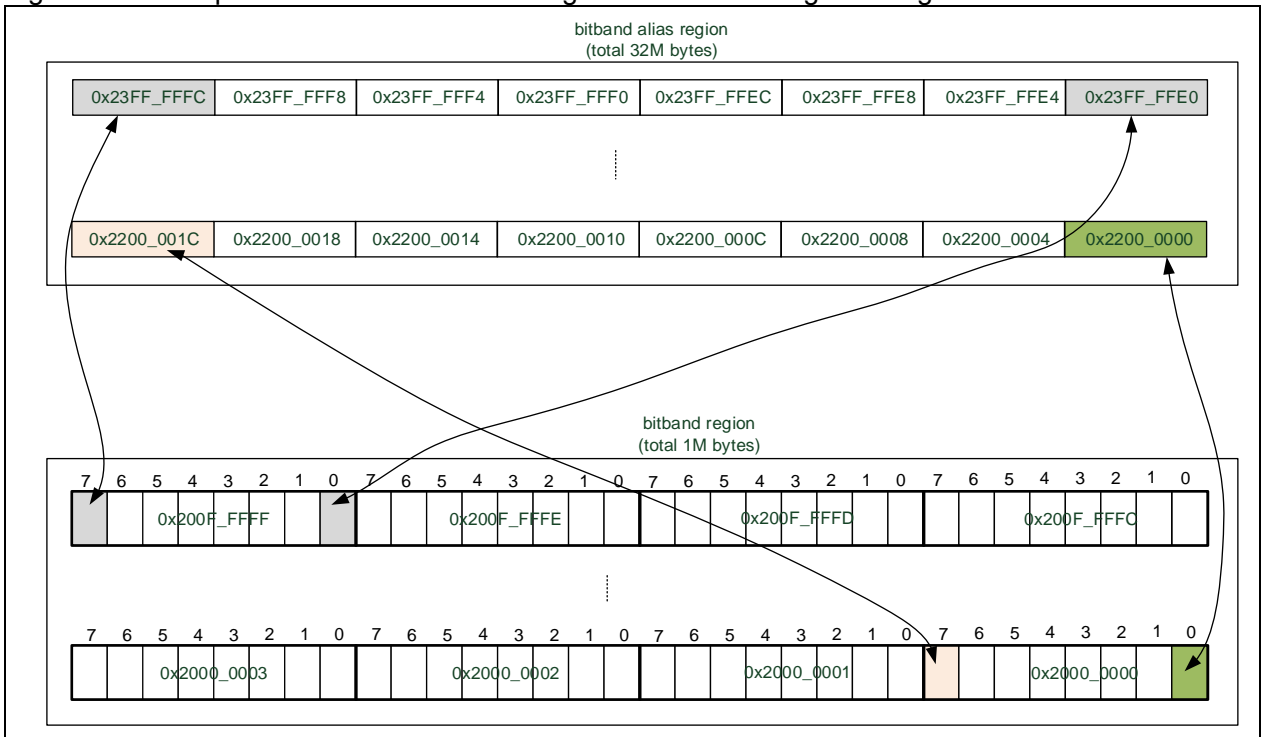 bitband alias region
(total 32M bytes)
0x23FF_FFFC 0x23FF_FFF8 0x23FF_FFF4 0x23FF_FFF0 0x23FF_FFEC 0x23FF_FFE8 0x23FF_FFE4 0x23FF_FFE0
0x2200_001C 0x2200_0018 0x2200_0014 0x2200_0010 0x2200_000C 0x2200_0008 0x2200_0004 0x2200_0000
bitband region
(total 1M bytes)
7 6 5 4 3 2 1 0 7 6 5 4 3 2 1 0 7 6 5 4 3 2 1 0 7 6 5 4 3 2 1 0
0x200F_FFFF 0x200F_FFFE 0x200F_FFFD 0x200F_FFFC
7 6 5 4 3 2 1 0 7 6 5 4 3 2 1 0 7 6 5 4 3 2 1 0 7 6 5 4 3 2 1 0
0x2000_0003 0x2000_0002 0x2000_0001 0x2000_0000